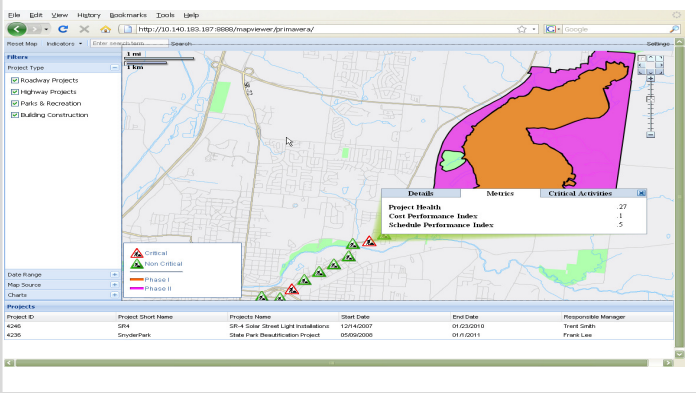 File Edit View History Bookmarks Tools Help
http://10.140.183.187:8888/mapviewer/primavera/
Google
Reset Map Indicators Enter search term Search Settings
Filters
Project Type
Roadway Projects
Highway Projects
Parks & Recreation
Building Construction
1 mi
1 km
Details Metrics Critical Activities
Project Health .27
Cost Performance Index .1
Schedule Performance Index .5
Critical
Non Critical
Phase I
Phase II
Date Range
Map Source
Charts
Projects
Project ID Project Short Name Projects Name Start Date End Date Responsible Manager
4246 SR4 SR-4 Solar Street Light Installations 12/14/2007 01/23/2010 Trent Smith
4236 SnyderPark State Park Beautification Project 05/09/2008 01/1/2011 Frank Lee